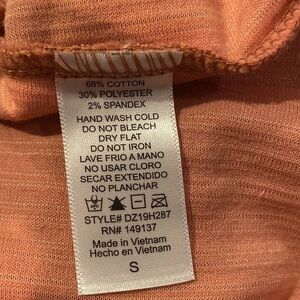 68% COTTON
30% POLYESTER
2% SPANDEX
HAND WASH COLD
DO NOT BLEACH
DRY FLAT
DO NOT IRON
LAVE FRIO A MANO
NO USAR CLORO
SECAR EXTENDIDO
NO PLANCHAR
STYLE# DZ19H287
RN# 149137
Made in Vietnam
Hecho en Vietnam
S